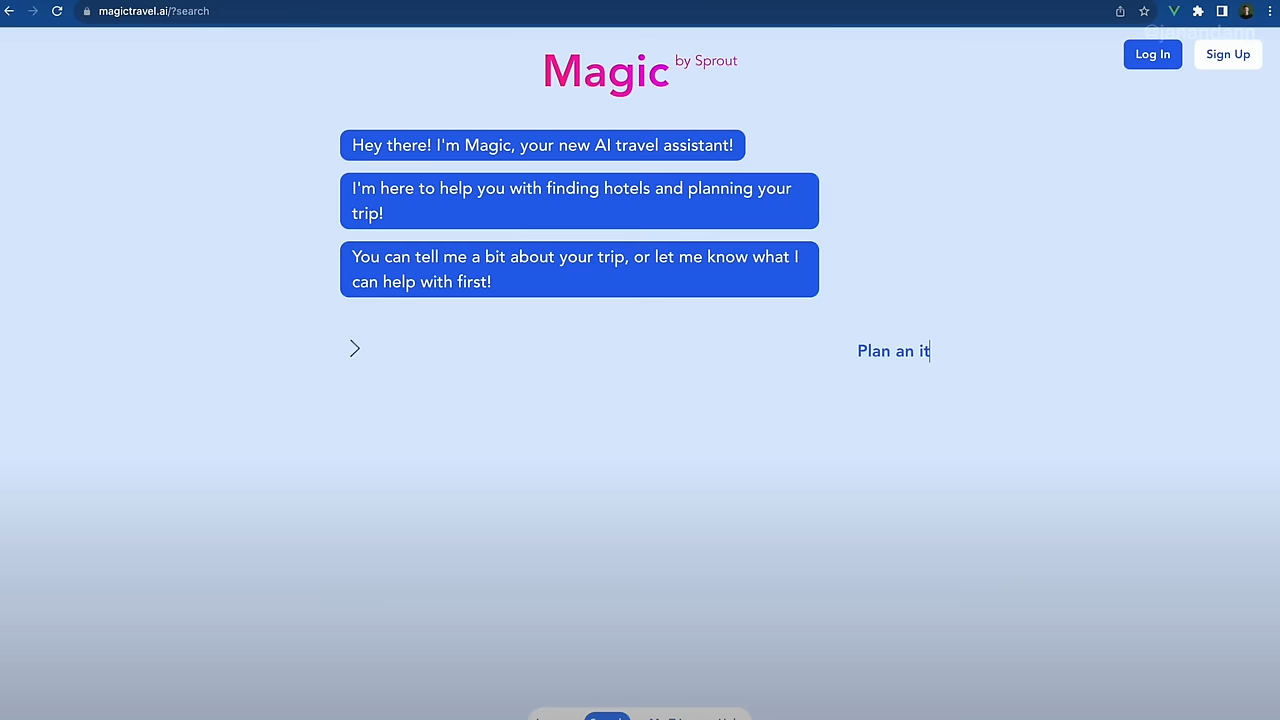 magictravel.ai/?search
Magic by Sprout
Log In
Sign Up
Hey there! I'm Magic, your new AI travel assistant!
I'm here to help you with finding hotels and planning your
trip!
You can tell me a bit about your trip, or let me know what I
can help with first!
Plan an it